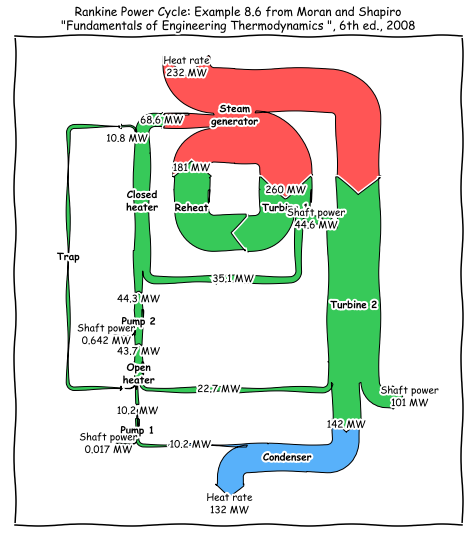 Rankine Power Cycle: Example 8.6 from Moran and Shapiro
"Fundamentals of Engineering Thermodynamics ", 6th ed., 2008
Heat rate
232 MW
Steam
generator
68.6 MW
10.8 MW
181 MW
260 MW
Closed
heater
Reheat
Turbine 1
Shaft power
44.6 MW
Trap
35.1 MW
44.3 MW
Turbine 2
Pump 2
Shaft power
0.642 MW
43.7 MW
Open
heater
22.7 MW
Shaft power
101 MW
10.2 MW
142 MW
Pump 1
Shaft power
0.017 MW
10.2 MW
Condenser
Heat rate
132 MW